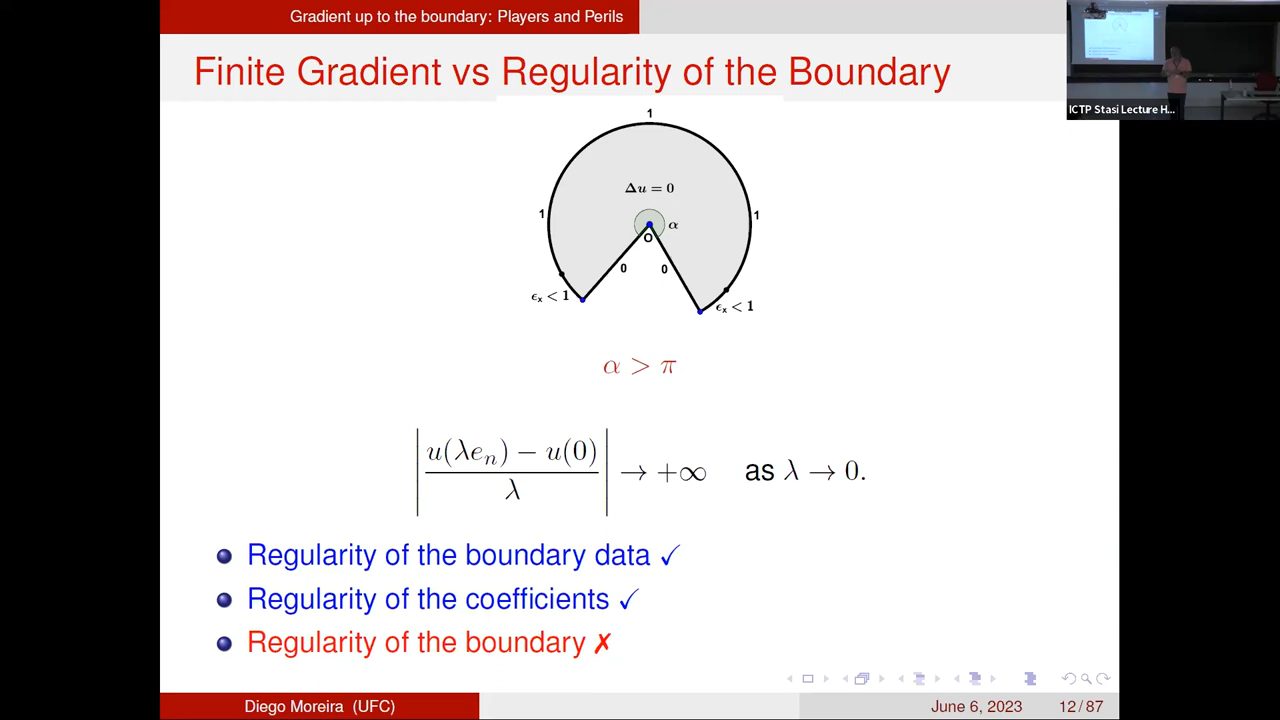 Gradient up to the boundary: Players and Perils
Finite Gradient vs Regularity of the Boundary
ICTP Stasi Lecture H...
1
Δu = 0
1
1
α
O
0
0
ϵₓ < 1
ϵₓ < 1
α > π
| (u(λeₙ) − u(0)) / λ | → +∞ as λ → 0.
Regularity of the boundary data ✓
Regularity of the coefficients ✓
Regularity of the boundary ✗
Diego Moreira (UFC)
June 6, 2023
12 / 87